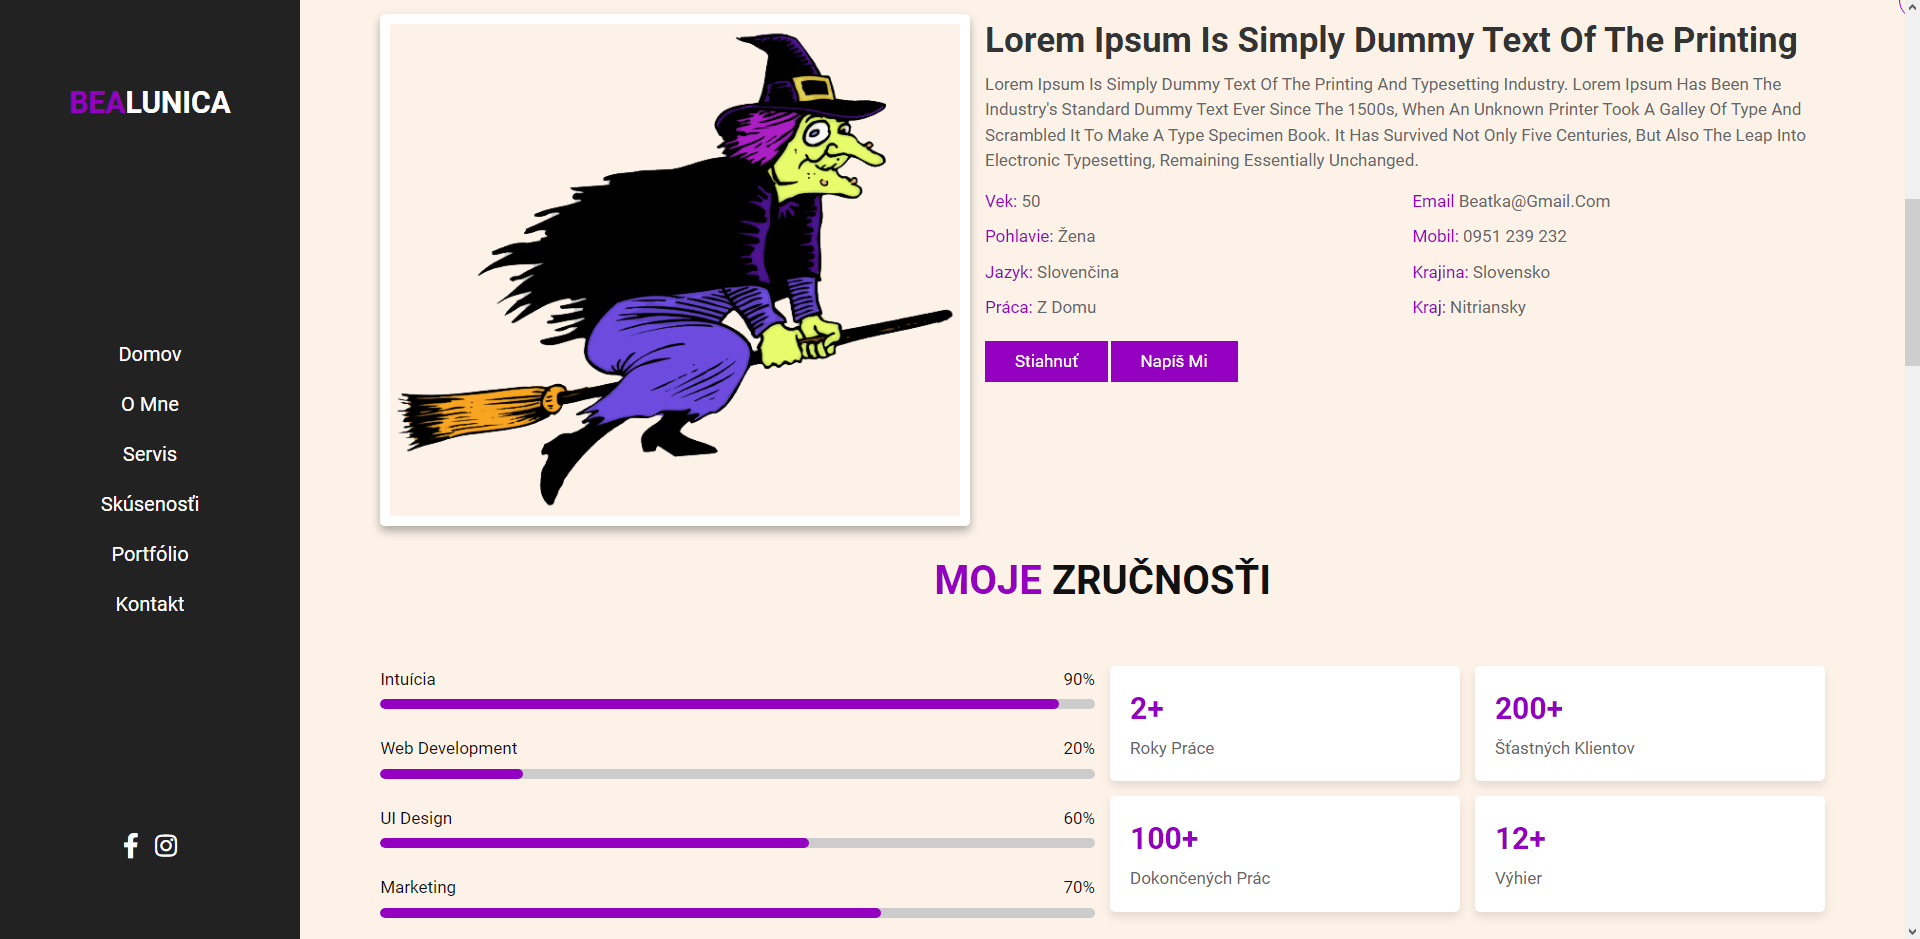 BEALUNICA
Domov
O Mne
Servis
Skúsenosťi
Portfólio
Kontakt
Lorem Ipsum Is Simply Dummy Text Of The Printing
Lorem Ipsum Is Simply Dummy Text Of The Printing And Typesetting Industry. Lorem Ipsum Has Been The
Industry's Standard Dummy Text Ever Since The 1500s, When An Unknown Printer Took A Galley Of Type And
Scrambled It To Make A Type Specimen Book. It Has Survived Not Only Five Centuries, But Also The Leap Into
Electronic Typesetting, Remaining Essentially Unchanged.
Vek: 50
Email Beatka@Gmail.Com
Pohlavie: Žena
Mobil: 0951 239 232
Jazyk: Slovenčina
Krajina: Slovensko
Práca: Z Domu
Kraj: Nitriansky
Stiahnuť
Napíš Mi
MOJE ZRUČNOSŤI
Intuícia 90%
Web Development 20%
UI Design 60%
Marketing 70%
2+
Roky Práce
200+
Šťastných Klientov
100+
Dokončených Prác
12+
Výhier